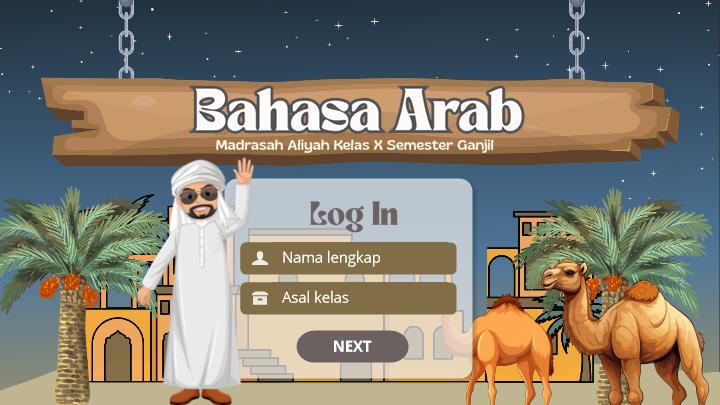 Bahasa Arab
Madrasah Aliyah Kelas X Semester Ganjil
Log In
Nama lengkap
Asal kelas
NEXT